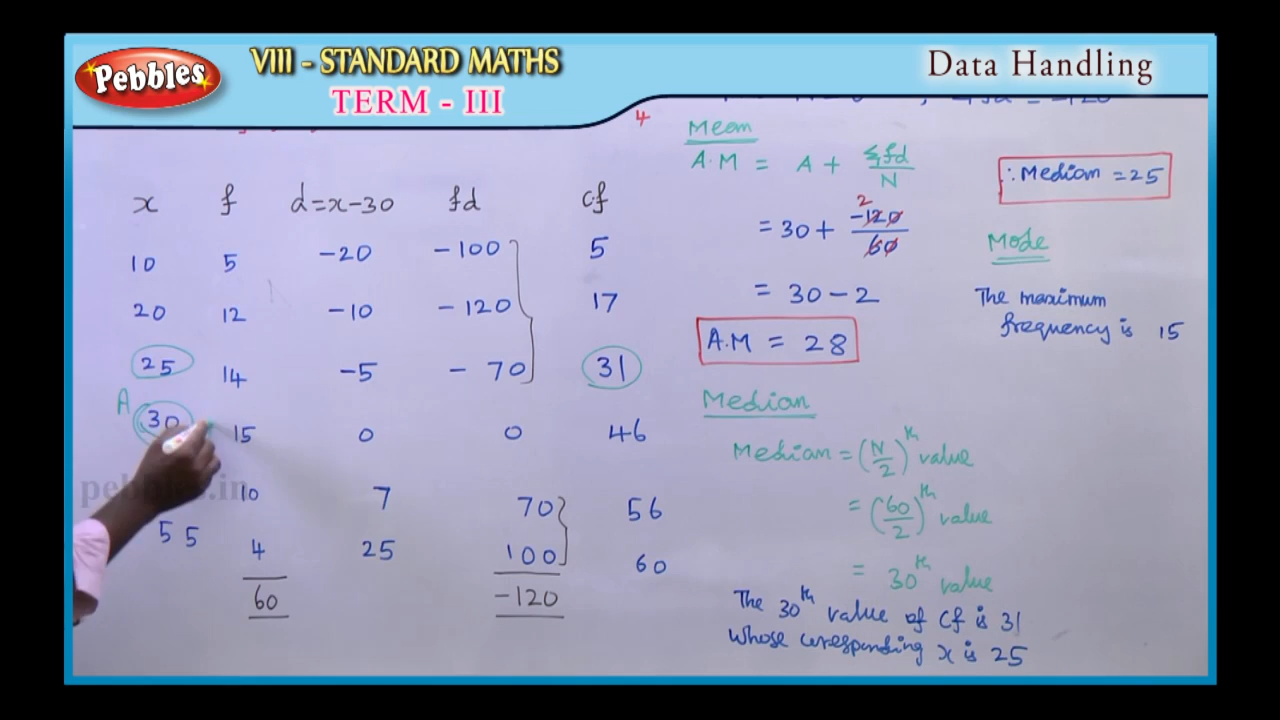 Pebbles
VIII - STANDARD MATHS
TERM - III
Data Handling
4
x f d=x-30 fd cf
10 5 -20 -100 5
20 12 -10 -120 17
25 14 -5 - 70 31
A 30 15 0 0 46
10 7 70 56
55 4 25 100 60
60 -120
pebbles.in
Mean
A.M = A + Σfd/N
= 30 + -120/60 2
= 30 - 2
A.M = 28
Median
Median = (N/2)th value
= (60/2)th value
= 30th value
The 30th value of cf is 31
whose corresponding x is 25
∴ Median = 25
Mode
The maximum
frequency is 15